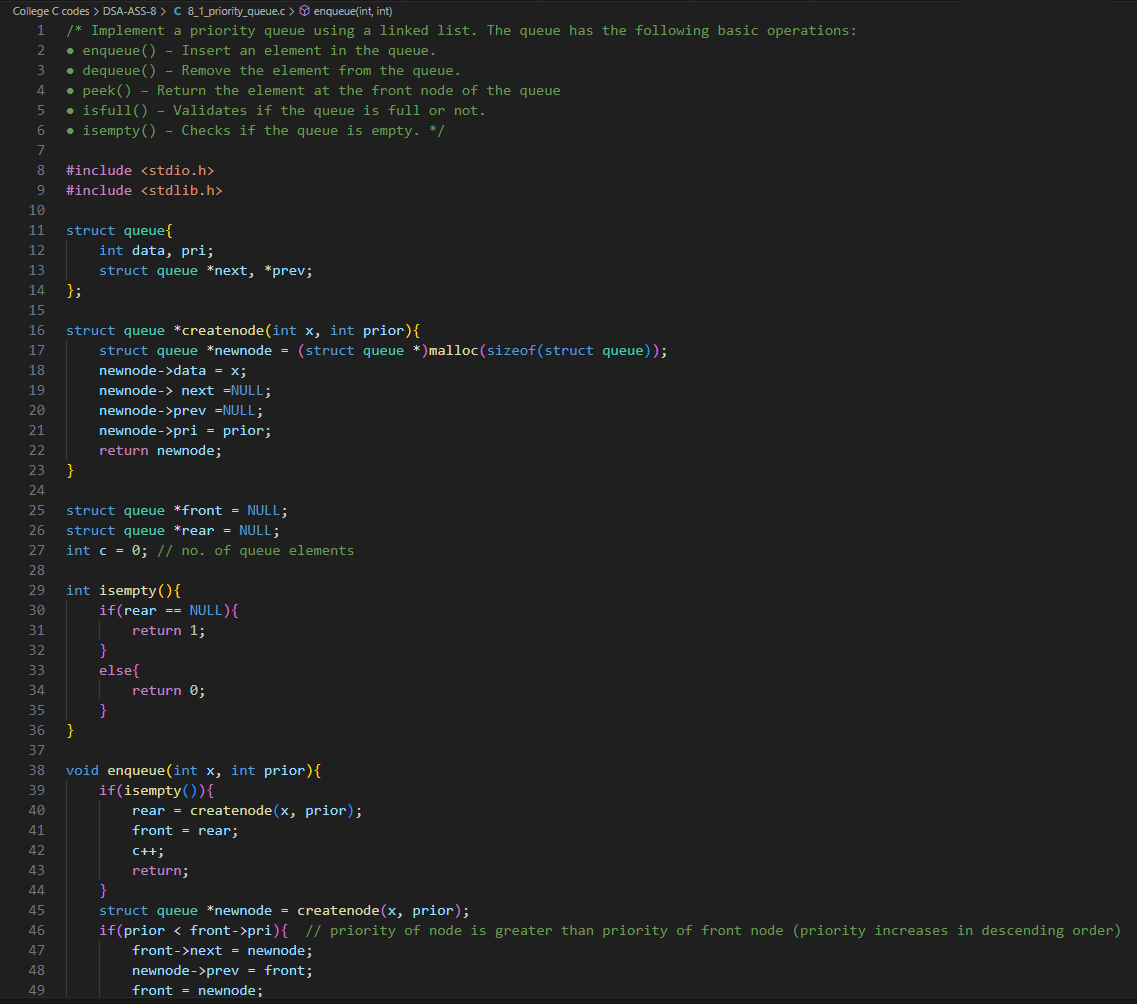 College C codes > DSA-ASS-8 > C 8_1_priority_queue.c > enqueue(int, int)
1 /* Implement a priority queue using a linked list. The queue has the following basic operations:
2 ● enqueue() – Insert an element in the queue.
3 ● dequeue() – Remove the element from the queue.
4 ● peek() – Return the element at the front node of the queue
5 ● isfull() – Validates if the queue is full or not.
6 ● isempty() – Checks if the queue is empty. */
7
8 #include <stdio.h>
9 #include <stdlib.h>
10
11 struct queue{
12     int data, pri;
13     struct queue *next, *prev;
14 };
15
16 struct queue *createnode(int x, int prior){
17     struct queue *newnode = (struct queue *)malloc(sizeof(struct queue));
18     newnode->data = x;
19     newnode-> next =NULL;
20     newnode->prev =NULL;
21     newnode->pri = prior;
22     return newnode;
23 }
24
25 struct queue *front = NULL;
26 struct queue *rear = NULL;
27 int c = 0; // no. of queue elements
28
29 int isempty(){
30     if(rear == NULL){
31         return 1;
32     }
33     else{
34         return 0;
35     }
36 }
37
38 void enqueue(int x, int prior){
39     if(isempty()){
40         rear = createnode(x, prior);
41         front = rear;
42         c++;
43         return;
44     }
45     struct queue *newnode = createnode(x, prior);
46     if(prior < front->pri){  // priority of node is greater than priority of front node (priority increases in descending order)
47         front->next = newnode;
48         newnode->prev = front;
49         front = newnode;